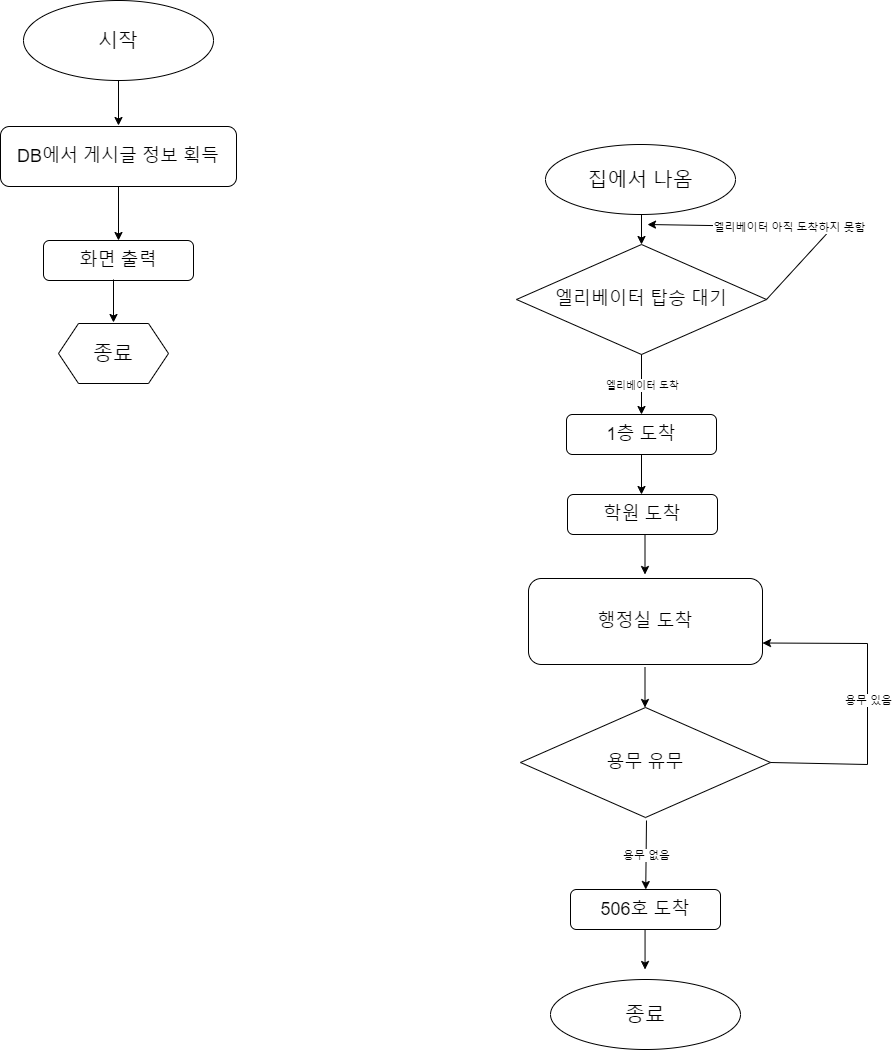 시작
DB에서 게시글 정보 획득
화면 출력
종료
집에서 나옴
엘리베이터 아직 도착하지 못함
엘리베이터 탑승 대기
엘리베이터 도착
1층 도착
학원 도착
행정실 도착
용무 있음
용무 유무
용무 없음
506호 도착
종료